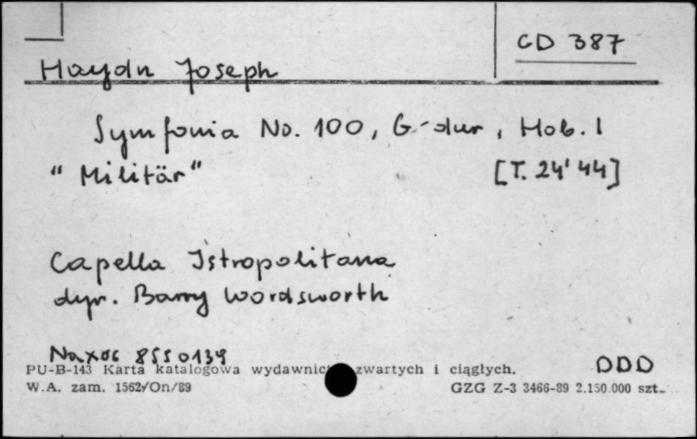 CD 387
Haydn Joseph
Symfonia No. 100, G-dur, Hob. I
"Militär" [T. 24'44]
Capella Istropolitana
dyr. Barry Wordsworth
Naxos 8550139 DDD
PU-B-143 Karta katalogowa wydawnict zwartych i ciągłych.
W.A. zam. 1562/On/89 GZG Z-3 3466-89 2.150.000 szt.